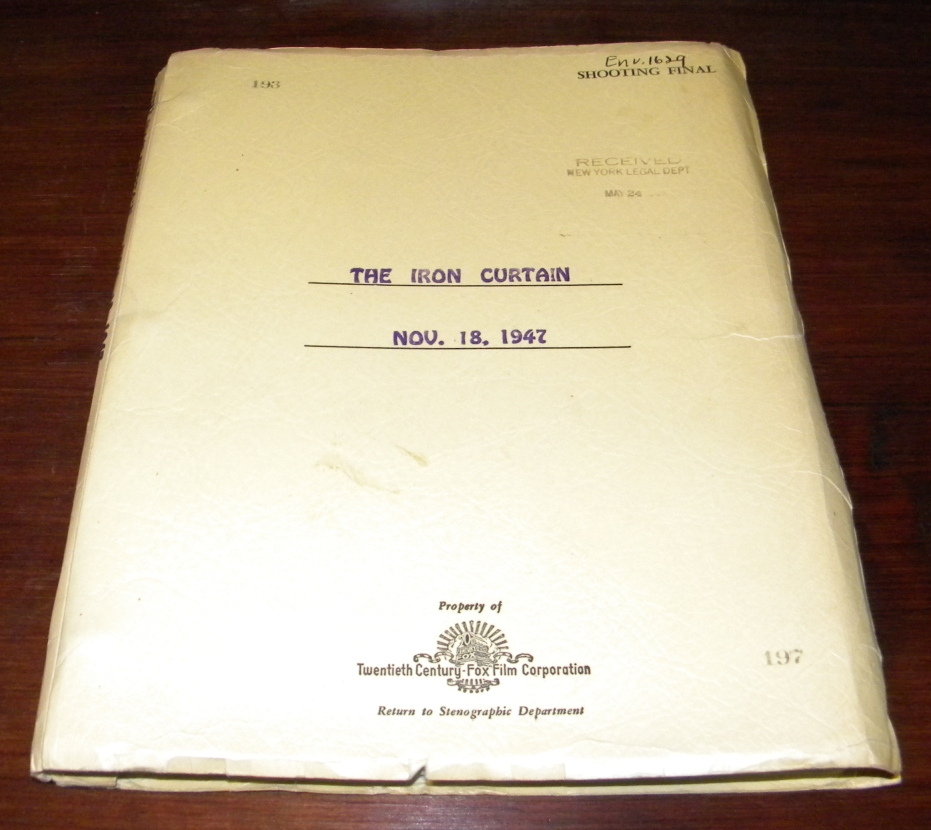 Env. 1629
SHOOTING FINAL
193
RECEIVED
NEW YORK LEGAL DEPT
MAY 24
THE IRON CURTAIN
NOV. 18, 1947
Property of
Twentieth Century-Fox Film Corporation
197
Return to Stenographic Department